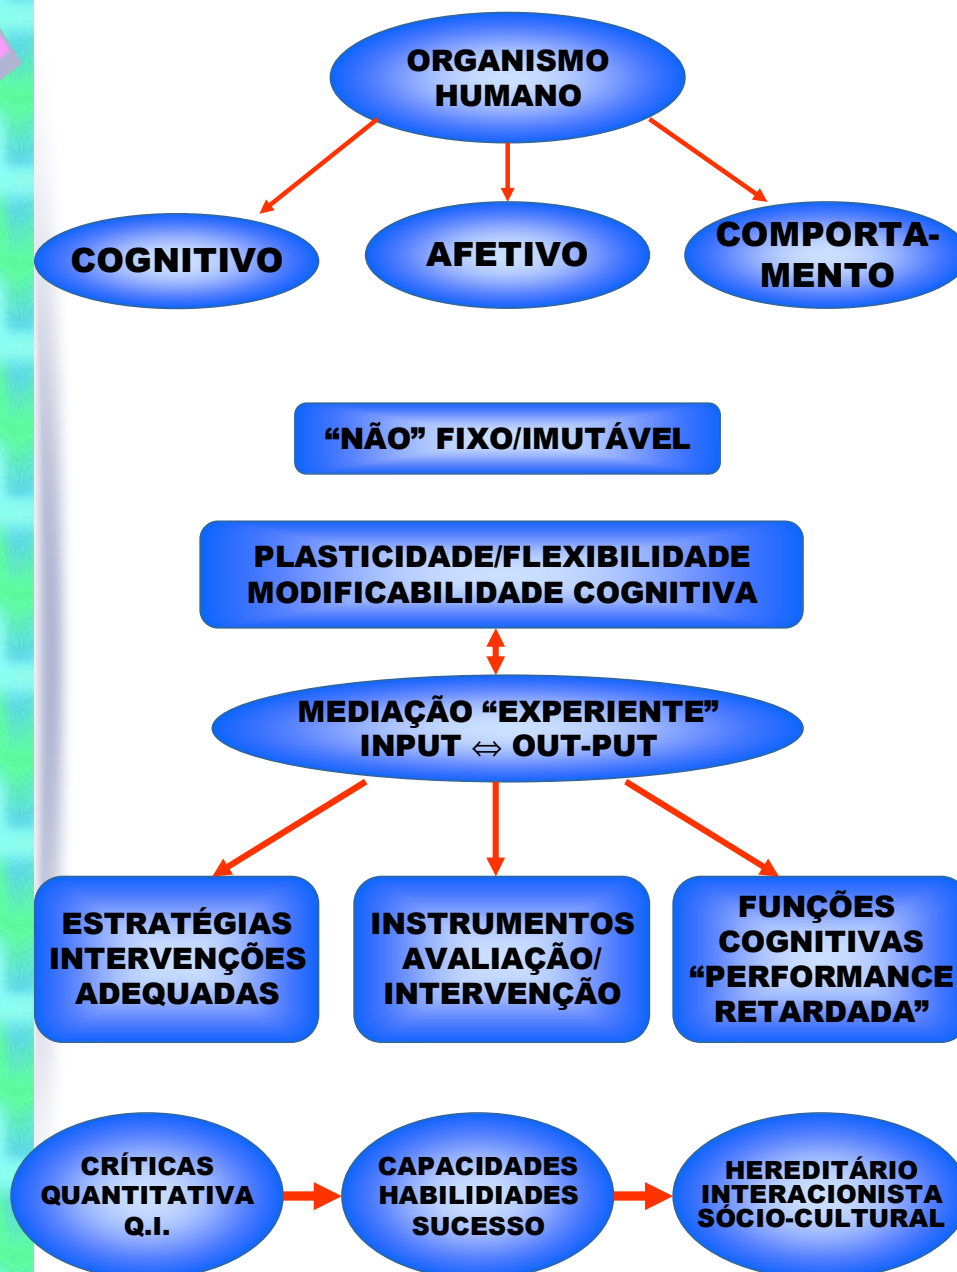 ORGANISMO
HUMANO
COGNITIVO
AFETIVO
COMPORTA-
MENTO
“NÃO” FIXO/IMUTÁVEL
PLASTICIDADE/FLEXIBILIDADE
MODIFICABILIDADE COGNITIVA
MEDIAÇÃO “EXPERIENTE”
INPUT ⇔ OUT-PUT
ESTRATÉGIAS
INTERVENÇÕES
ADEQUADAS
INSTRUMENTOS
AVALIAÇÃO/
INTERVENÇÃO
FUNÇÕES
COGNITIVAS
“PERFORMANCE
RETARDADA”
CRÍTICAS
QUANTITATIVA
Q.I.
CAPACIDADES
HABILIDIADES
SUCESSO
HEREDITÁRIO
INTERACIONISTA
SÓCIO-CULTURAL